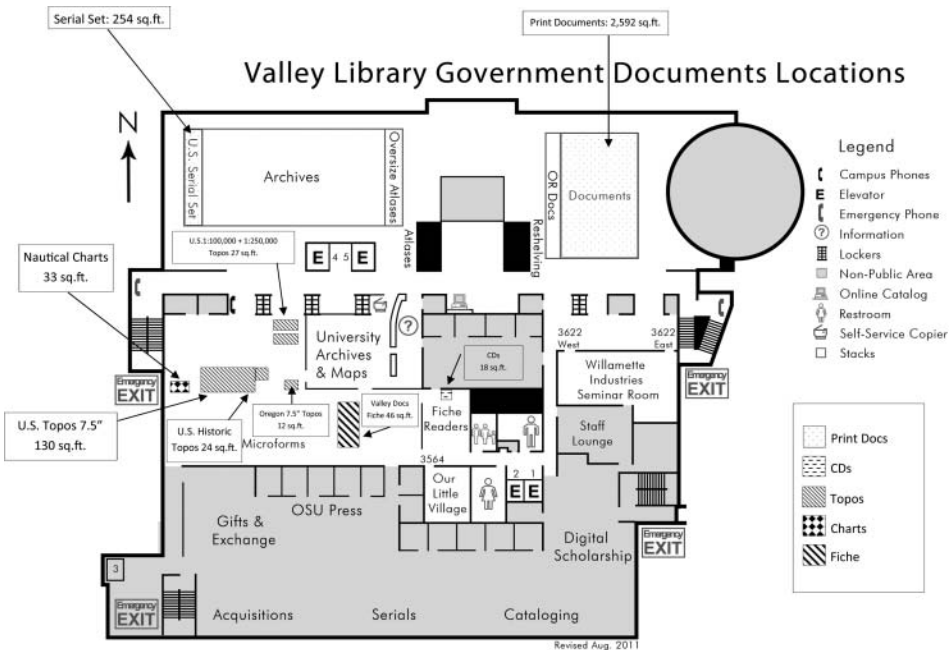 Serial Set: 254 sq.ft.
Print Documents: 2,592 sq.ft.
Valley Library Government Documents Locations
N
U.S. Serial Set
Archives
Oversize Atlases
OR Docs
Documents
Legend
Campus Phones
E Elevator
Emergency Phone
? Information
Lockers
Non-Public Area
Online Catalog
Restroom
Self-Service Copier
Stacks
U.S.1:100,000 + 1:250,000
Topos 27 sq.ft.
E 4 5 E
Atlases
Reshelving
Nautical Charts
33 sq.ft.
?
University
Archives
& Maps
CDs
18 sq.ft.
3622
West
3622
East
Willamette
Industries
Seminar Room
Emergency
EXIT
Emergency
EXIT
U.S. Topos 7.5”
130 sq.ft.
U.S. Historic
Topos 24 sq.ft.
Oregon 7.5” Topos
12 sq.ft.
Valley Docs
Fiche 46 sq.ft.
Fiche
Readers
Staff
Lounge
Microforms
3564
2 1
E E
Our
Little
Village
OSU Press
Gifts &
Exchange
Digital
Scholarship
Emergency
EXIT
3
Emergency
EXIT
Acquisitions
Serials
Cataloging
Revised Aug. 2011
Print Docs
CDs
Topos
Charts
Fiche